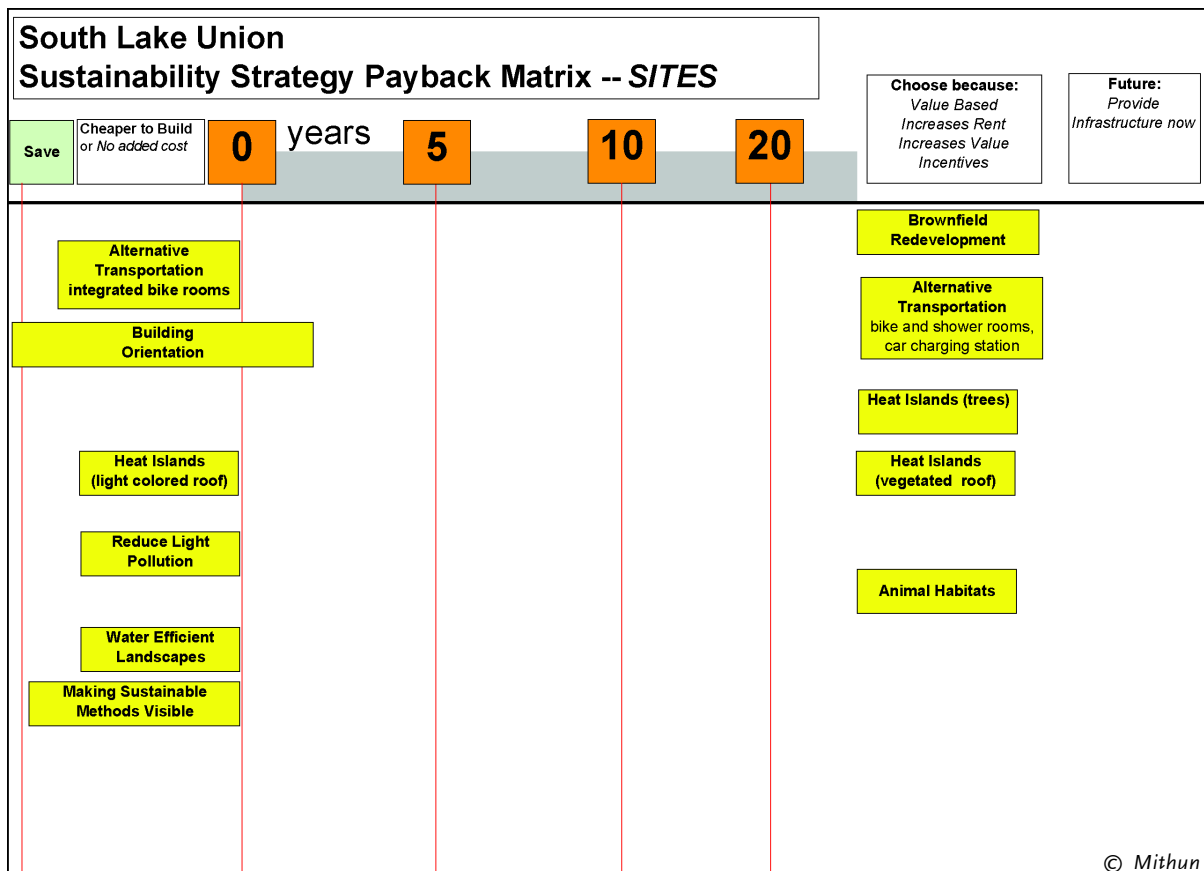 South Lake Union
Sustainability Strategy Payback Matrix -- SITES
Save
Cheaper to Build
or No added cost
0
years
5
10
20
Choose because:
Value Based
Increases Rent
Increases Value
Incentives
Future:
Provide
Infrastructure now
Alternative
Transportation
integrated bike rooms
Building
Orientation
Heat Islands
(light colored roof)
Reduce Light
Pollution
Water Efficient
Landscapes
Making Sustainable
Methods Visible
Brownfield
Redevelopment
Alternative
Transportation
bike and shower rooms,
car charging station
Heat Islands (trees)
Heat Islands
(vegetated roof)
Animal Habitats
© Mithun